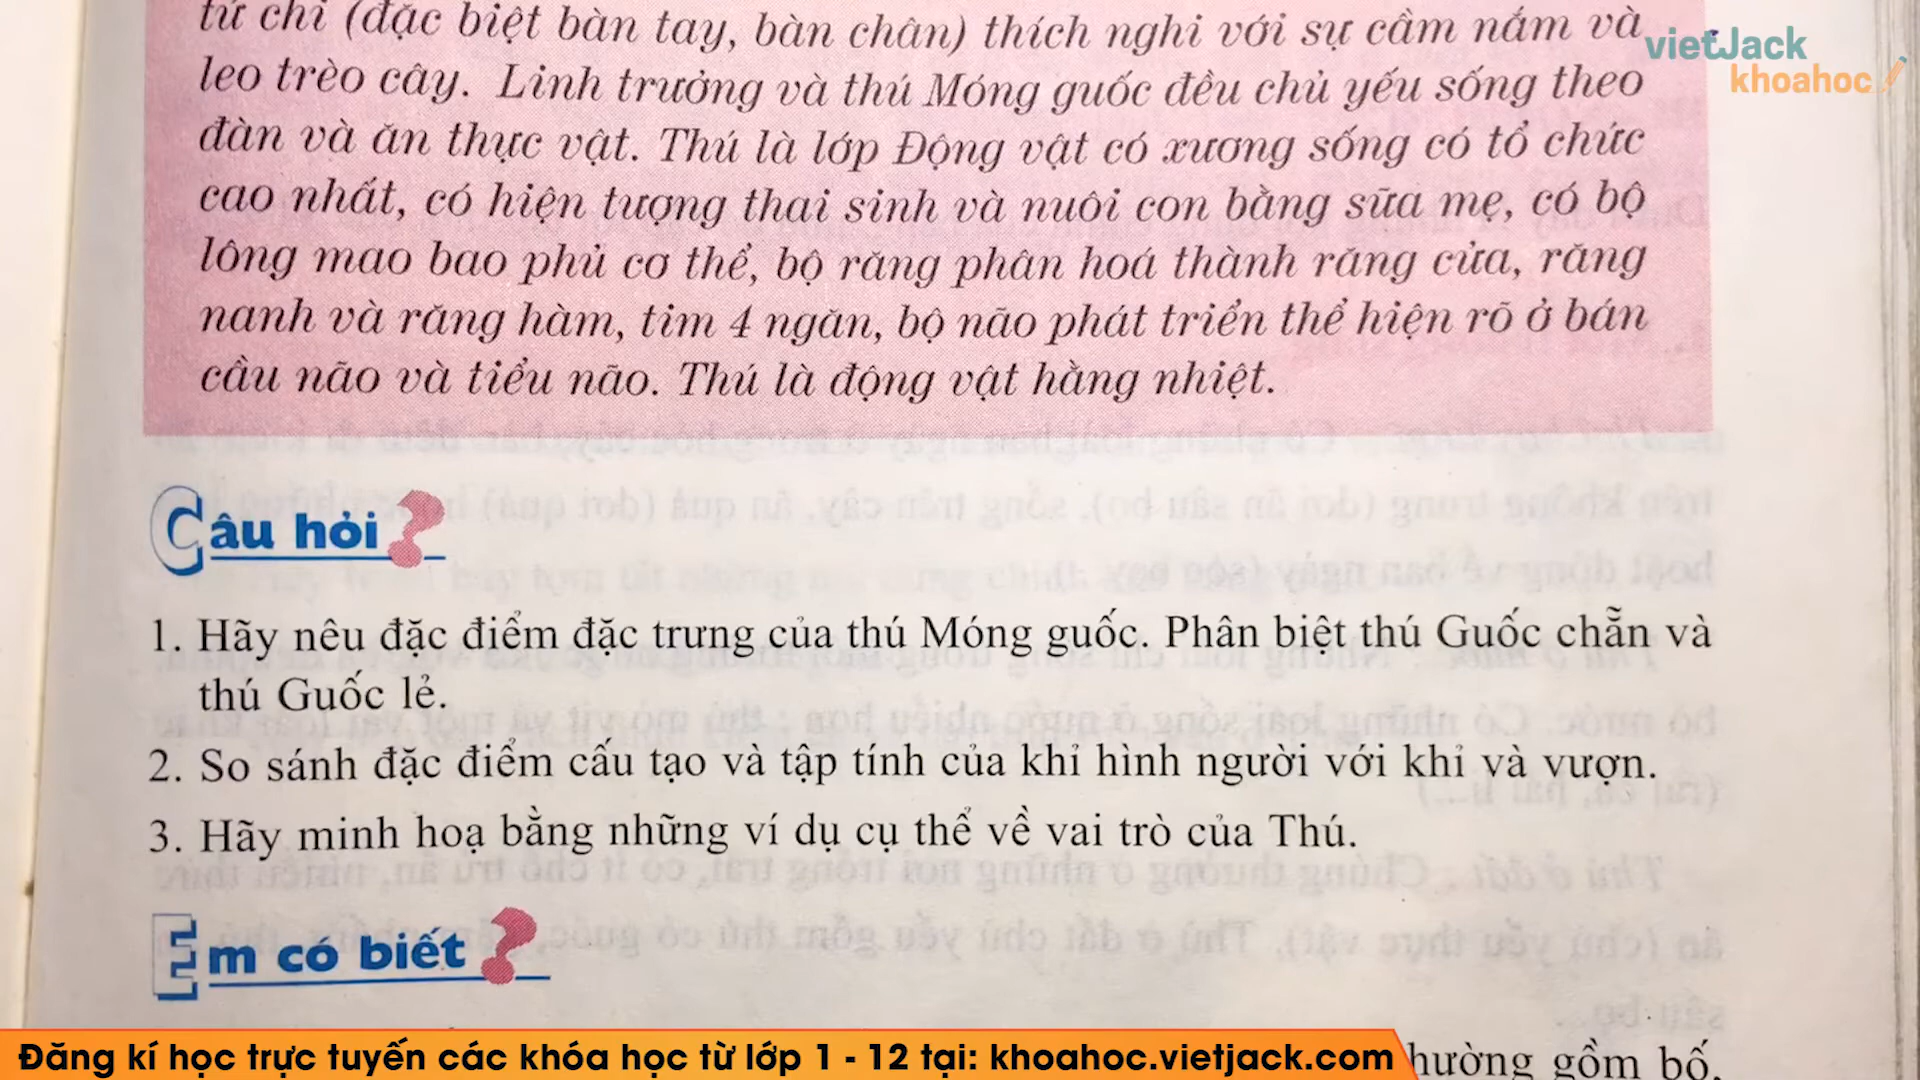 tứ chi (đặc biệt bàn tay, bàn chân) thích nghi với sự cầm nắm và
vietJack
khoahoc
leo trèo cây. Linh trưởng và thú Móng guốc đều chủ yếu sống theo
đàn và ăn thực vật. Thú là lớp Động vật có xương sống có tổ chức
cao nhất, có hiện tượng thai sinh và nuôi con bằng sữa mẹ, có bộ
lông mao bao phủ cơ thể, bộ răng phân hoá thành răng cửa, răng
nanh và răng hàm, tim 4 ngăn, bộ não phát triển thể hiện rõ ở bán
cầu não và tiểu não. Thú là động vật hằng nhiệt.
Câu hỏi ?
1. Hãy nêu đặc điểm đặc trưng của thú Móng guốc. Phân biệt thú Guốc chẵn và
thú Guốc lẻ.
2. So sánh đặc điểm cấu tạo và tập tính của khỉ hình người với khỉ và vượn.
3. Hãy minh hoạ bằng những ví dụ cụ thể về vai trò của Thú.
Em có biết ?
Đăng kí học trực tuyến các khóa học từ lớp 1 - 12 tại: khoahoc.vietjack.com
gồm bố,